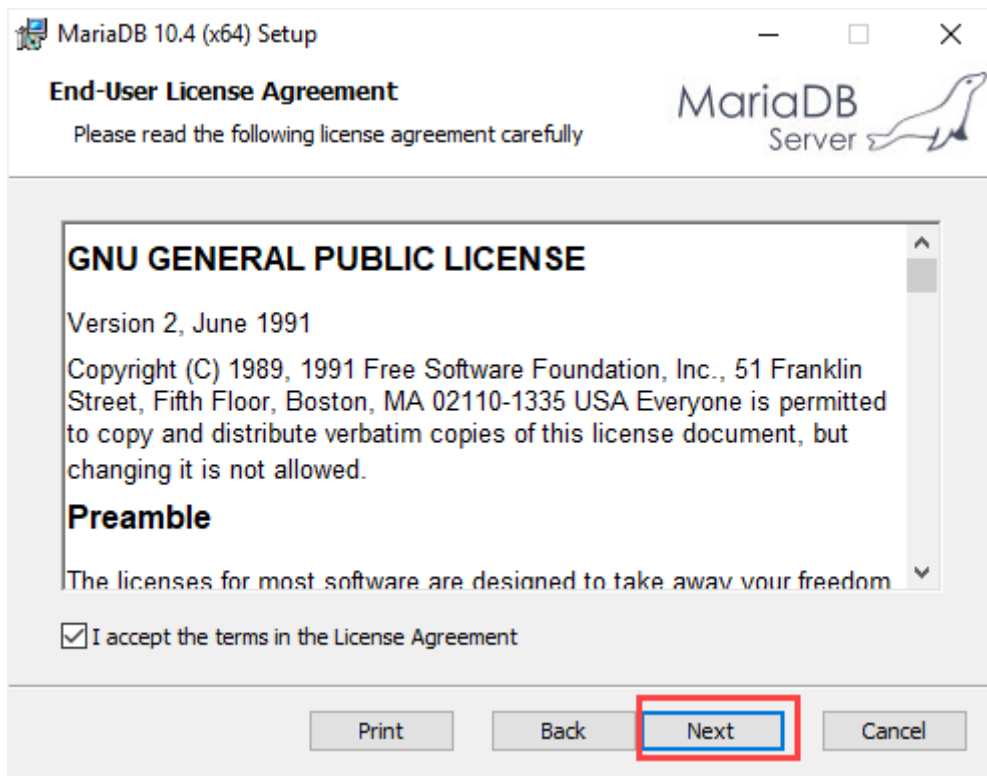 MariaDB 10.4 (x64) Setup
End-User License Agreement
Please read the following license agreement carefully
MariaDB
Server
GNU GENERAL PUBLIC LICENSE
Version 2, June 1991
Copyright (C) 1989, 1991 Free Software Foundation, Inc., 51 Franklin
Street, Fifth Floor, Boston, MA 02110-1335 USA Everyone is permitted
to copy and distribute verbatim copies of this license document, but
changing it is not allowed.
Preamble
The licenses for most software are designed to take away your freedom
I accept the terms in the License Agreement
Print
Back
Next
Cancel